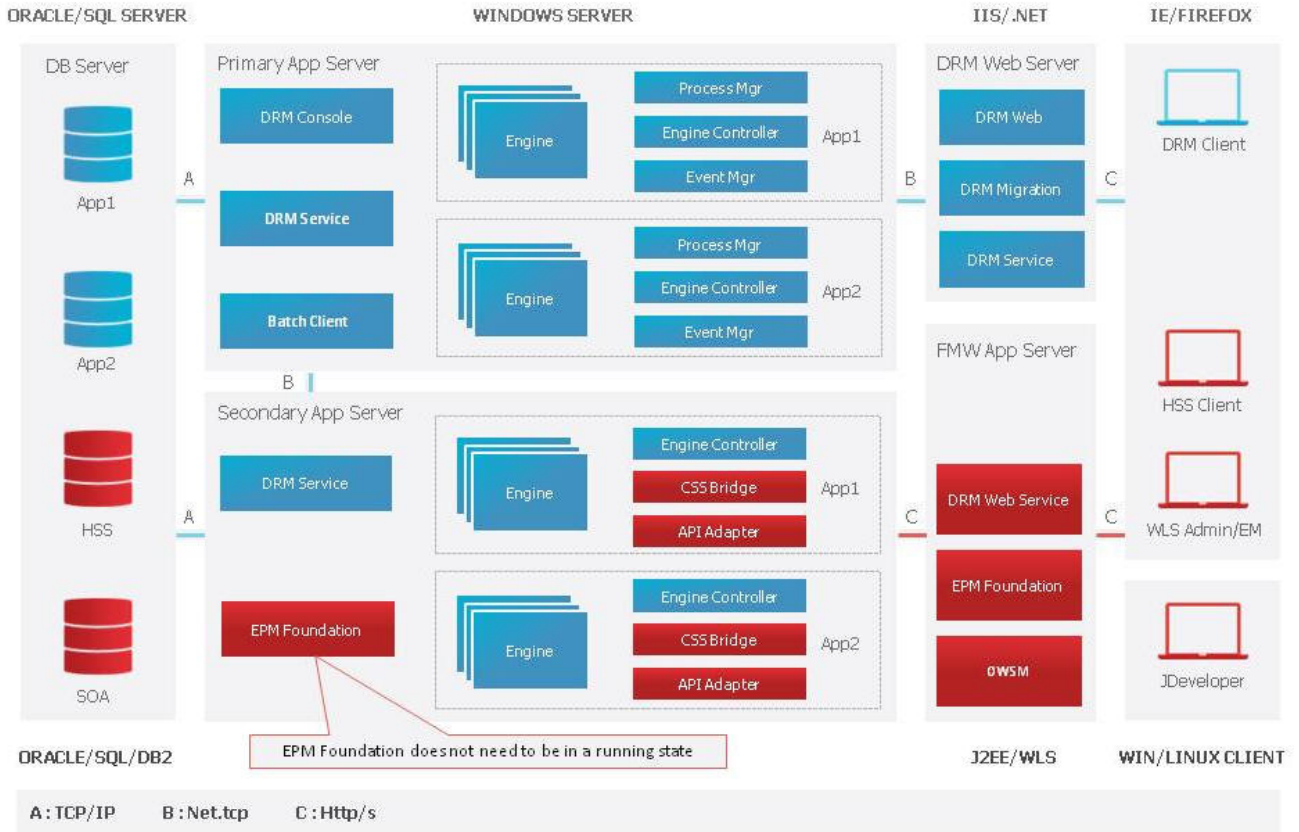 ORACLE/SQL SERVER
WINDOWS SERVER
IIS/.NET
IE/FIREFOX
DB Server
App1
App2
HSS
SOA
A
A
Primary App Server
DRM Console
DRM Service
Batch Client
Engine
Process Mgr
Engine Controller
Event Mgr
App1
Engine
Process Mgr
Engine Controller
Event Mgr
App2
B
Secondary App Server
DRM Service
EPM Foundation
Engine
Engine Controller
CSS Bridge
API Adapter
App1
Engine
Engine Controller
CSS Bridge
API Adapter
App2
EPM Foundation does not need to be in a running state
B
C
DRM Web Server
DRM Web
DRM Migration
DRM Service
FMW App Server
DRM Web Service
EPM Foundation
OWSM
C
C
DRM Client
HSS Client
WLS Admin/EM
JDeveloper
ORACLE/SQL/DB2
J2EE/WLS
WIN/LINUX CLIENT
A : TCP/IP B : Net.tcp C : Http/s